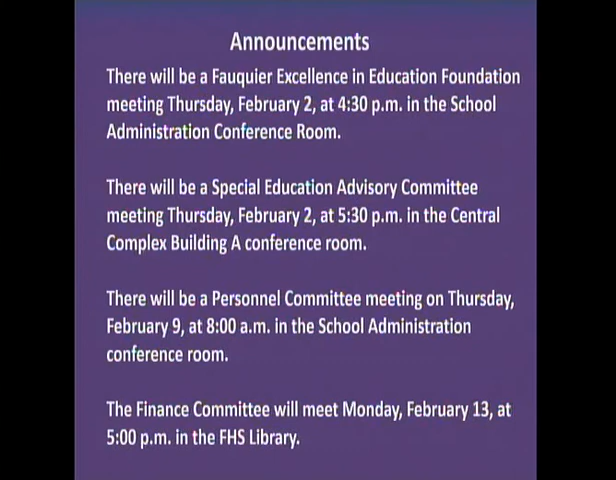 Announcements
There will be a Fauquier Excellence in Education Foundation
meeting Thursday, February 2, at 4:30 p.m. in the School
Administration Conference Room.
There will be a Special Education Advisory Committee
meeting Thursday, February 2, at 5:30 p.m. in the Central
Complex Building A conference room.
There will be a Personnel Committee meeting on Thursday,
February 9, at 8:00 a.m. in the School Administration
conference room.
The Finance Committee will meet Monday, February 13, at
5:00 p.m. in the FHS Library.